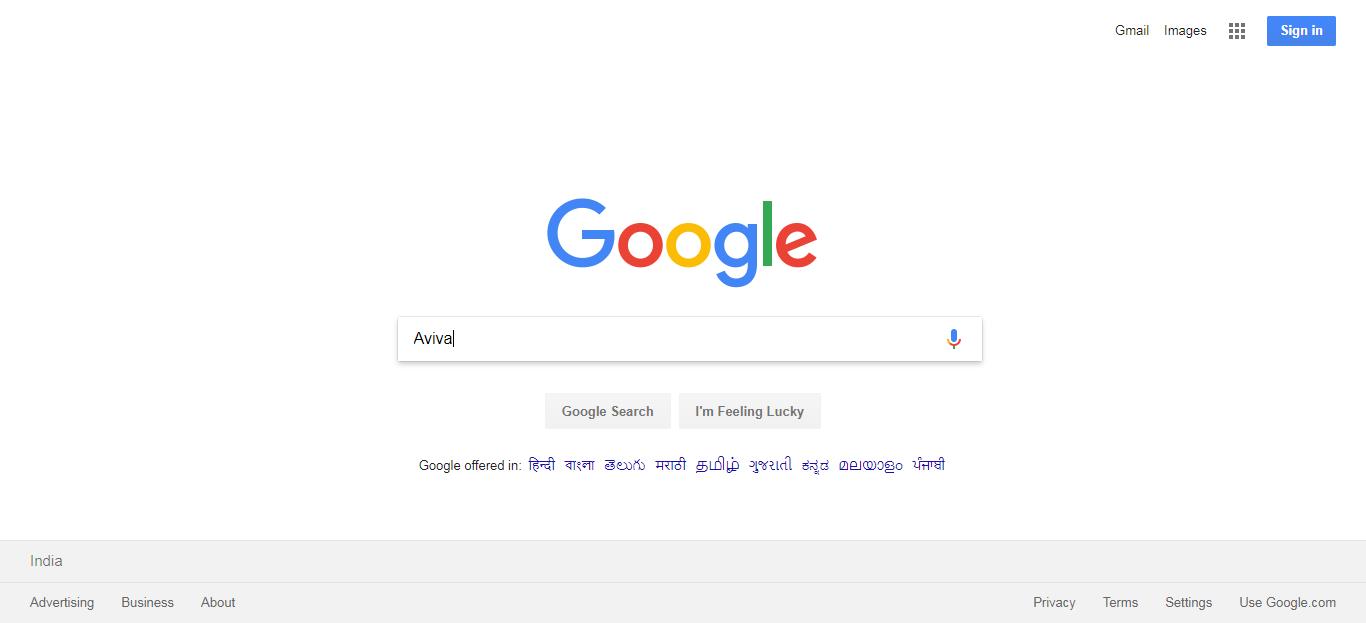 Gmail Images Sign in
Google
Aviva
Google Search I'm Feeling Lucky
Google offered in: हिन्दी বাংলা తెలుగు मराठी தமிழ் ગુજરાતી ಕನ್ನಡ മലയാളം ਪੰਜਾਬੀ
India
Advertising Business About Privacy Terms Settings Use Google.com